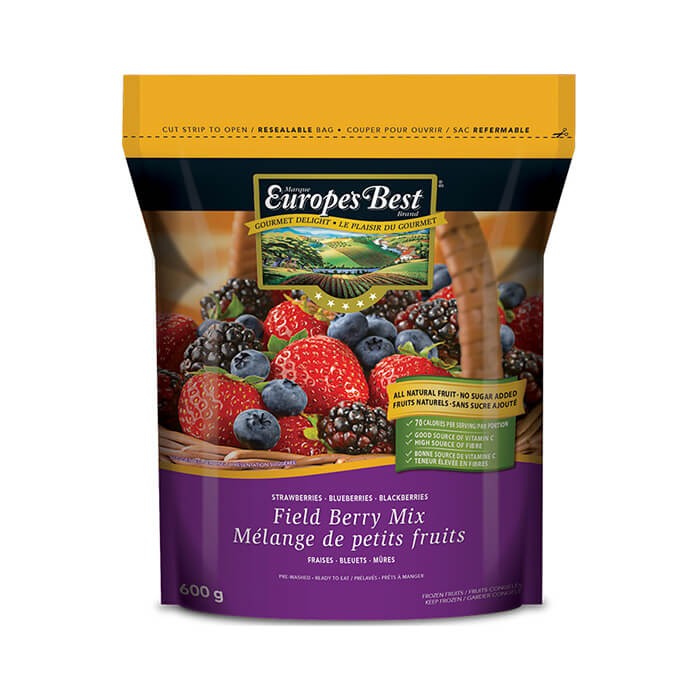 CUT STRIP TO OPEN / RESEALABLE BAG • COUPER POUR OUVRIR / SAC REFERMABLE
Marque
Europe's Best
Brand
GOURMET DELIGHT • LE PLAISIR DU GOURMET
ALL NATURAL FRUIT • NO SUGAR ADDED
FRUITS NATURELS • SANS SUCRE AJOUTÉ
✓ 70 CALORIES PER SERVING/PAR PORTION
✓ GOOD SOURCE OF VITAMIN C
HIGH SOURCE OF FIBRE
✓ BONNE SOURCE DE VITAMINE C
TENEUR ÉLEVÉE EN FIBRES
PRÉSENTATION SUGGÉRÉE
STRAWBERRIES • BLUEBERRIES • BLACKBERRIES
Field Berry Mix
Mélange de petits fruits
FRAISES • BLEUETS • MÛRES
PRE-WASHED • READY TO EAT / PRÉLAVÉS • PRÊTS À MANGER
600 g
FROZEN FRUITS / FRUITS CONGELÉS
KEEP FROZEN / GARDER CONGELÉ